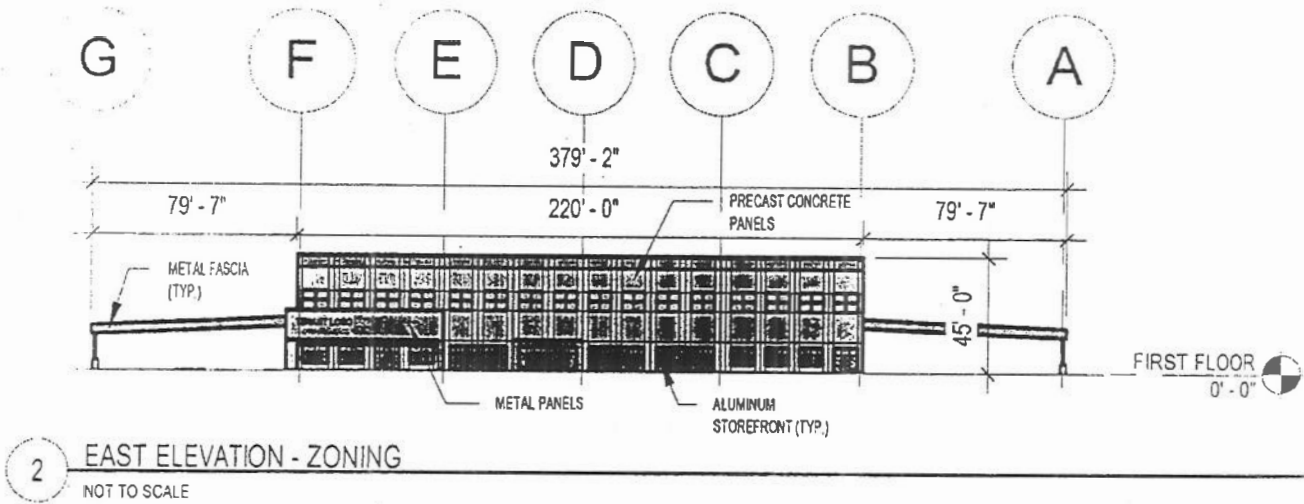 G F E D C B A
379' - 2"
79' - 7" 220' - 0" 79' - 7"
PRECAST CONCRETE
PANELS
METAL FASCIA
(TYP.)
45' - 0"
FIRST FLOOR
0' - 0"
METAL PANELS
ALUMINUM
STOREFRONT (TYP.)
2 EAST ELEVATION - ZONING
NOT TO SCALE